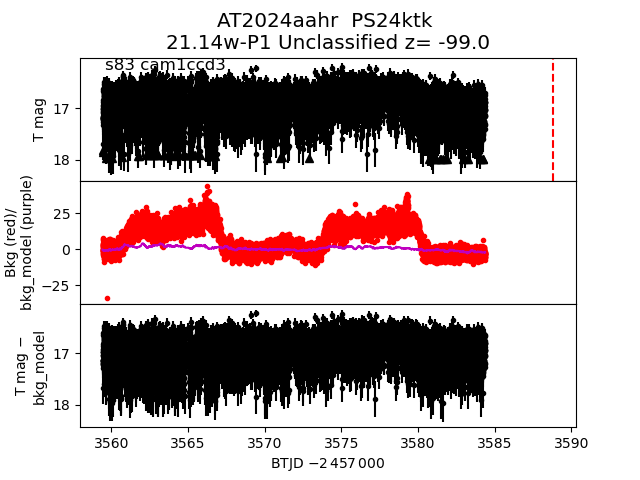 AT2024aahr PS24ktk
21.14w-P1 Unclassified z= -99.0
s83 cam1ccd3
T mag
17
18
Bkg (red)/
bkg_model (purple)
25
0
−25
T mag −
bkg_model
17
18
3560 3565 3570 3575 3580 3585 3590
BTJD −2 457 000